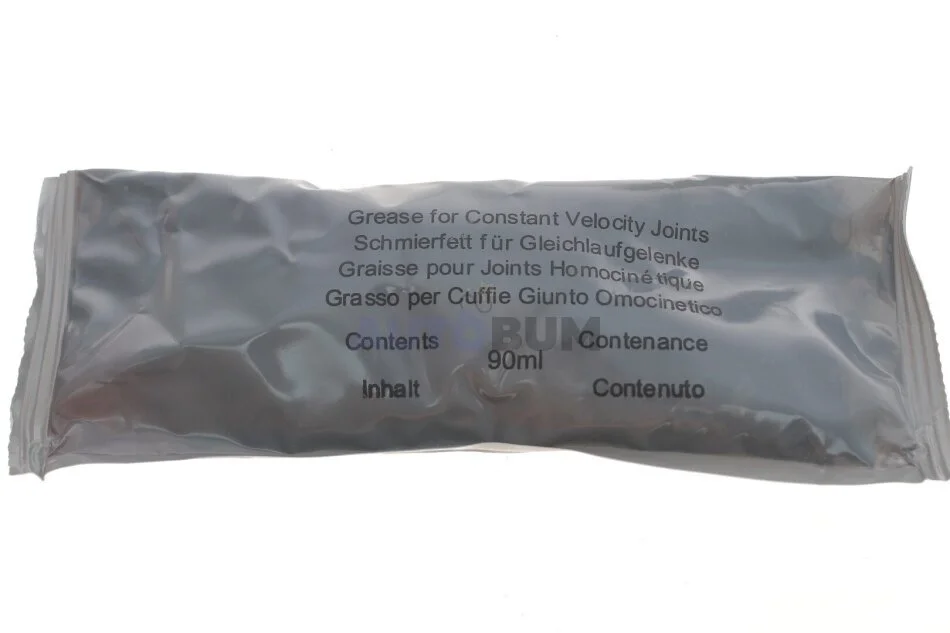 Grease for Constant Velocity Joints
Schmierfett für Gleichlaufgelenke
Graisse pour Joints Homocinétique
Grasso per Cuffie Giunto Omocinetico
AUTOBUM
Contents Contenance
90ml
Inhalt Contenuto